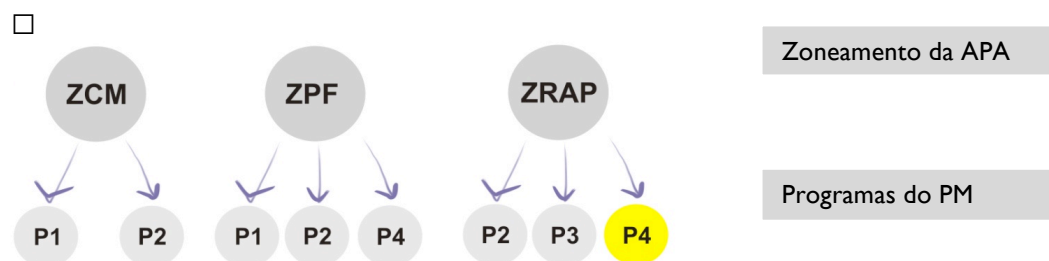 ZCM ZPF ZRAP Zoneamento da APA
P1 P2 P1 P2 P4 P2 P3 P4 Programas do PM